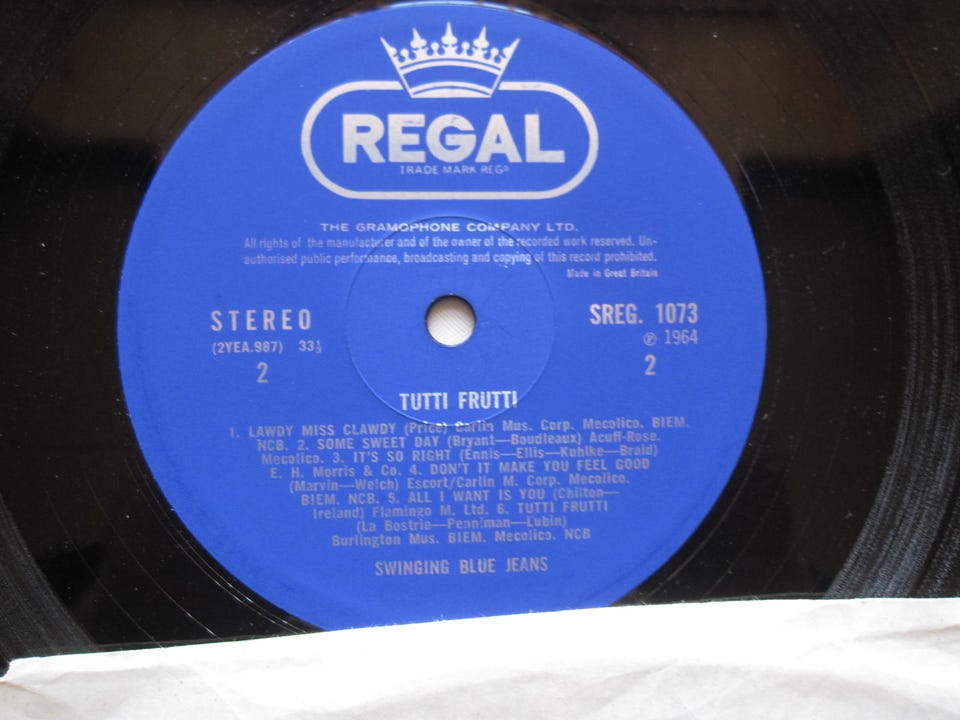 REGAL
TRADE MARK REGD
THE GRAMOPHONE COMPANY LTD.
All rights of the manufacturer and of the owner of the recorded work reserved. Un-
authorised public performance, broadcasting and copying of this record prohibited.
Made in Great Britain
STEREO
(2YEA.987) 33⅓
2
SREG. 1073
℗ 1964
2
TUTTI FRUTTI
1. LAWDY MISS CLAWDY (Price) Carlin Mus. Corp. Mecolico. BIEM.
NCB. 2. SOME SWEET DAY (Bryant—Boudleaux) Acuff-Rose.
Mecolico. 3. IT'S SO RIGHT (Ennis—Ellis—Kuhlke—Braid)
E. H. Morris & Co. 4. DON'T IT MAKE YOU FEEL GOOD
(Marvin—Welch) Escort/Carlin M. Corp. Mecolico.
BIEM. NCB. 5. ALL I WANT IS YOU (Chilton—
Ireland) Flamingo M. Ltd. 6. TUTTI FRUTTI
(La Bostrie—Penniman—Lubin)
Burlington Mus. BIEM. Mecolico. NCB
SWINGING BLUE JEANS